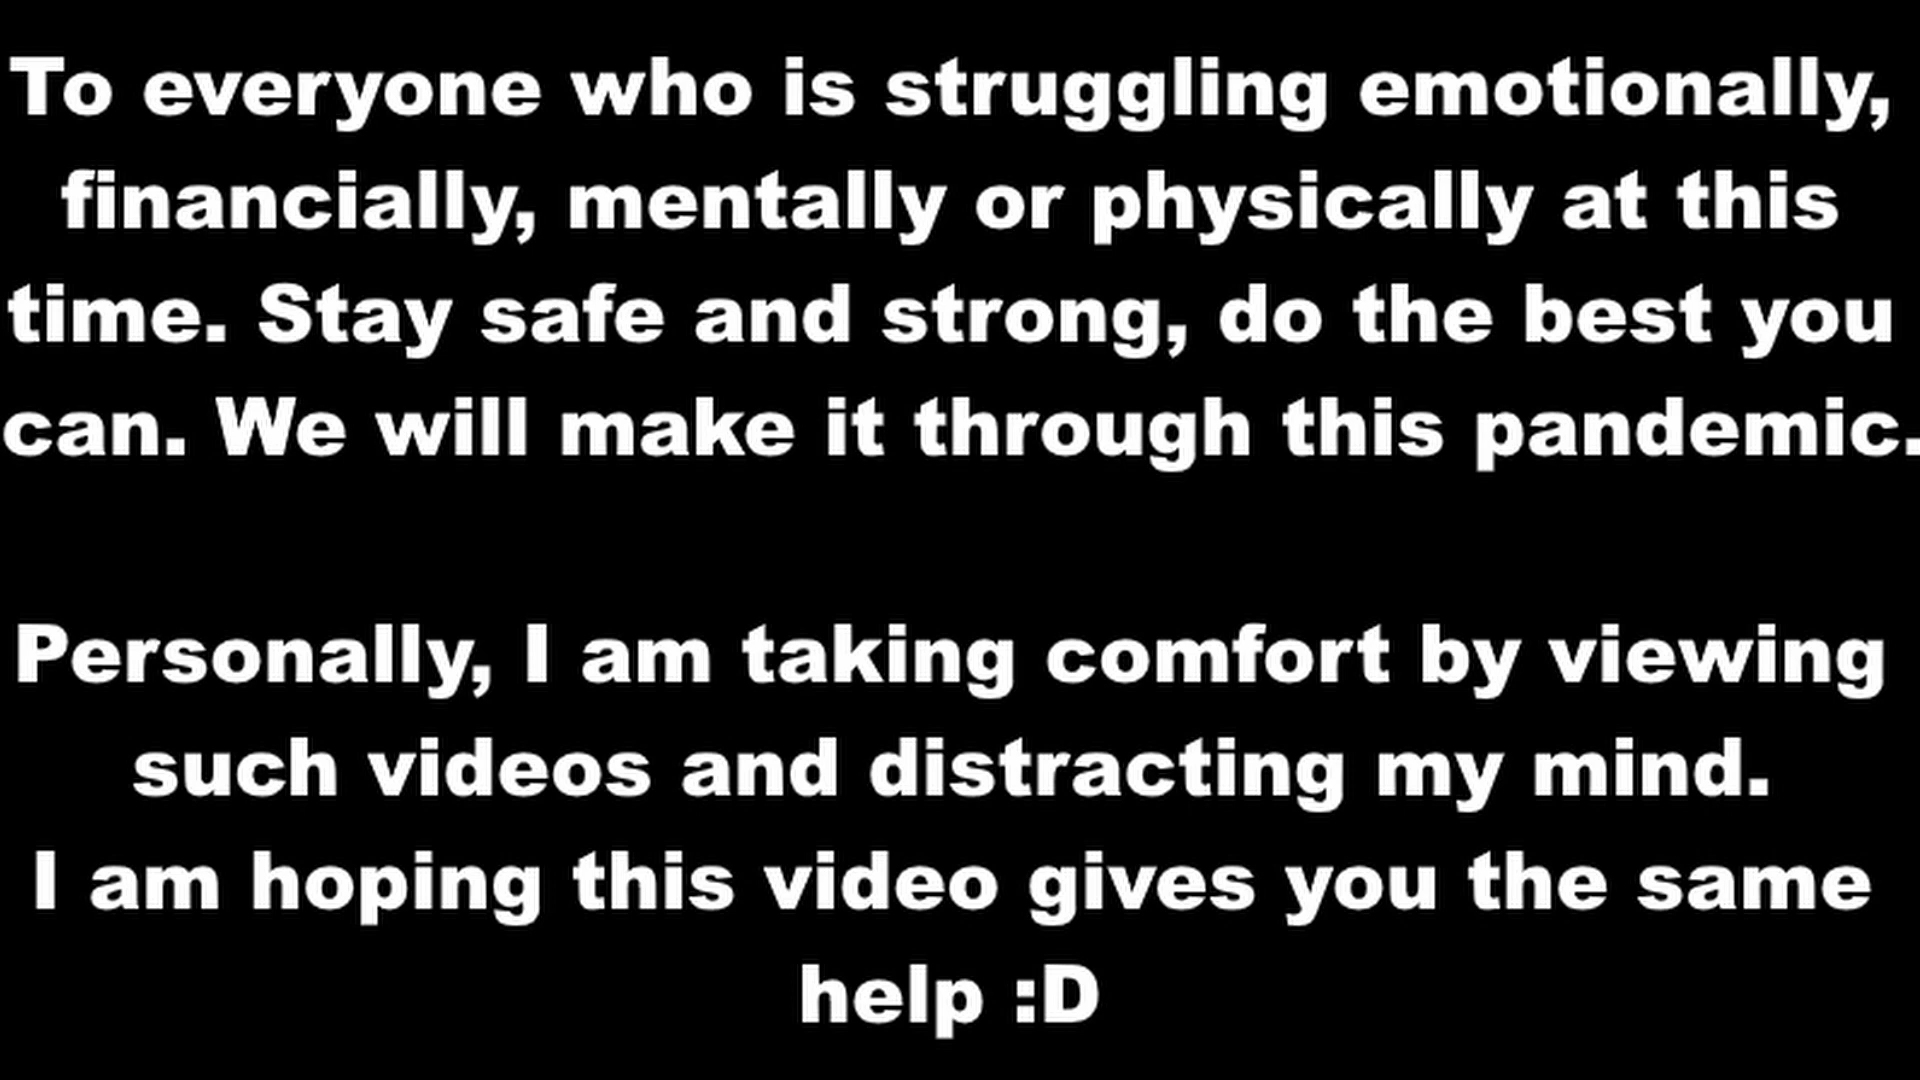 To everyone who is struggling emotionally,
financially, mentally or physically at this
time. Stay safe and strong, do the best you
can. We will make it through this pandemic.
Personally, I am taking comfort by viewing
such videos and distracting my mind.
I am hoping this video gives you the same
help :D